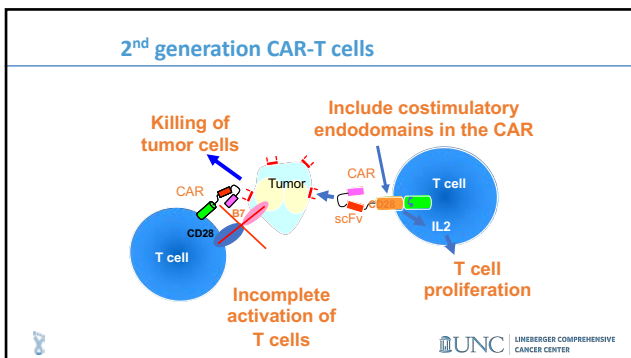 2nd generation CAR-T cells
Include costimulatory
endodomains in the CAR
Killing of
tumor cells
Tumor
CAR
CAR
T cell
B7
scFv
CD28
CD28
IL2
T cell
T cell
proliferation
Incomplete
activation of
T cells
UNC
LINEBERGER COMPREHENSIVE
CANCER CENTER